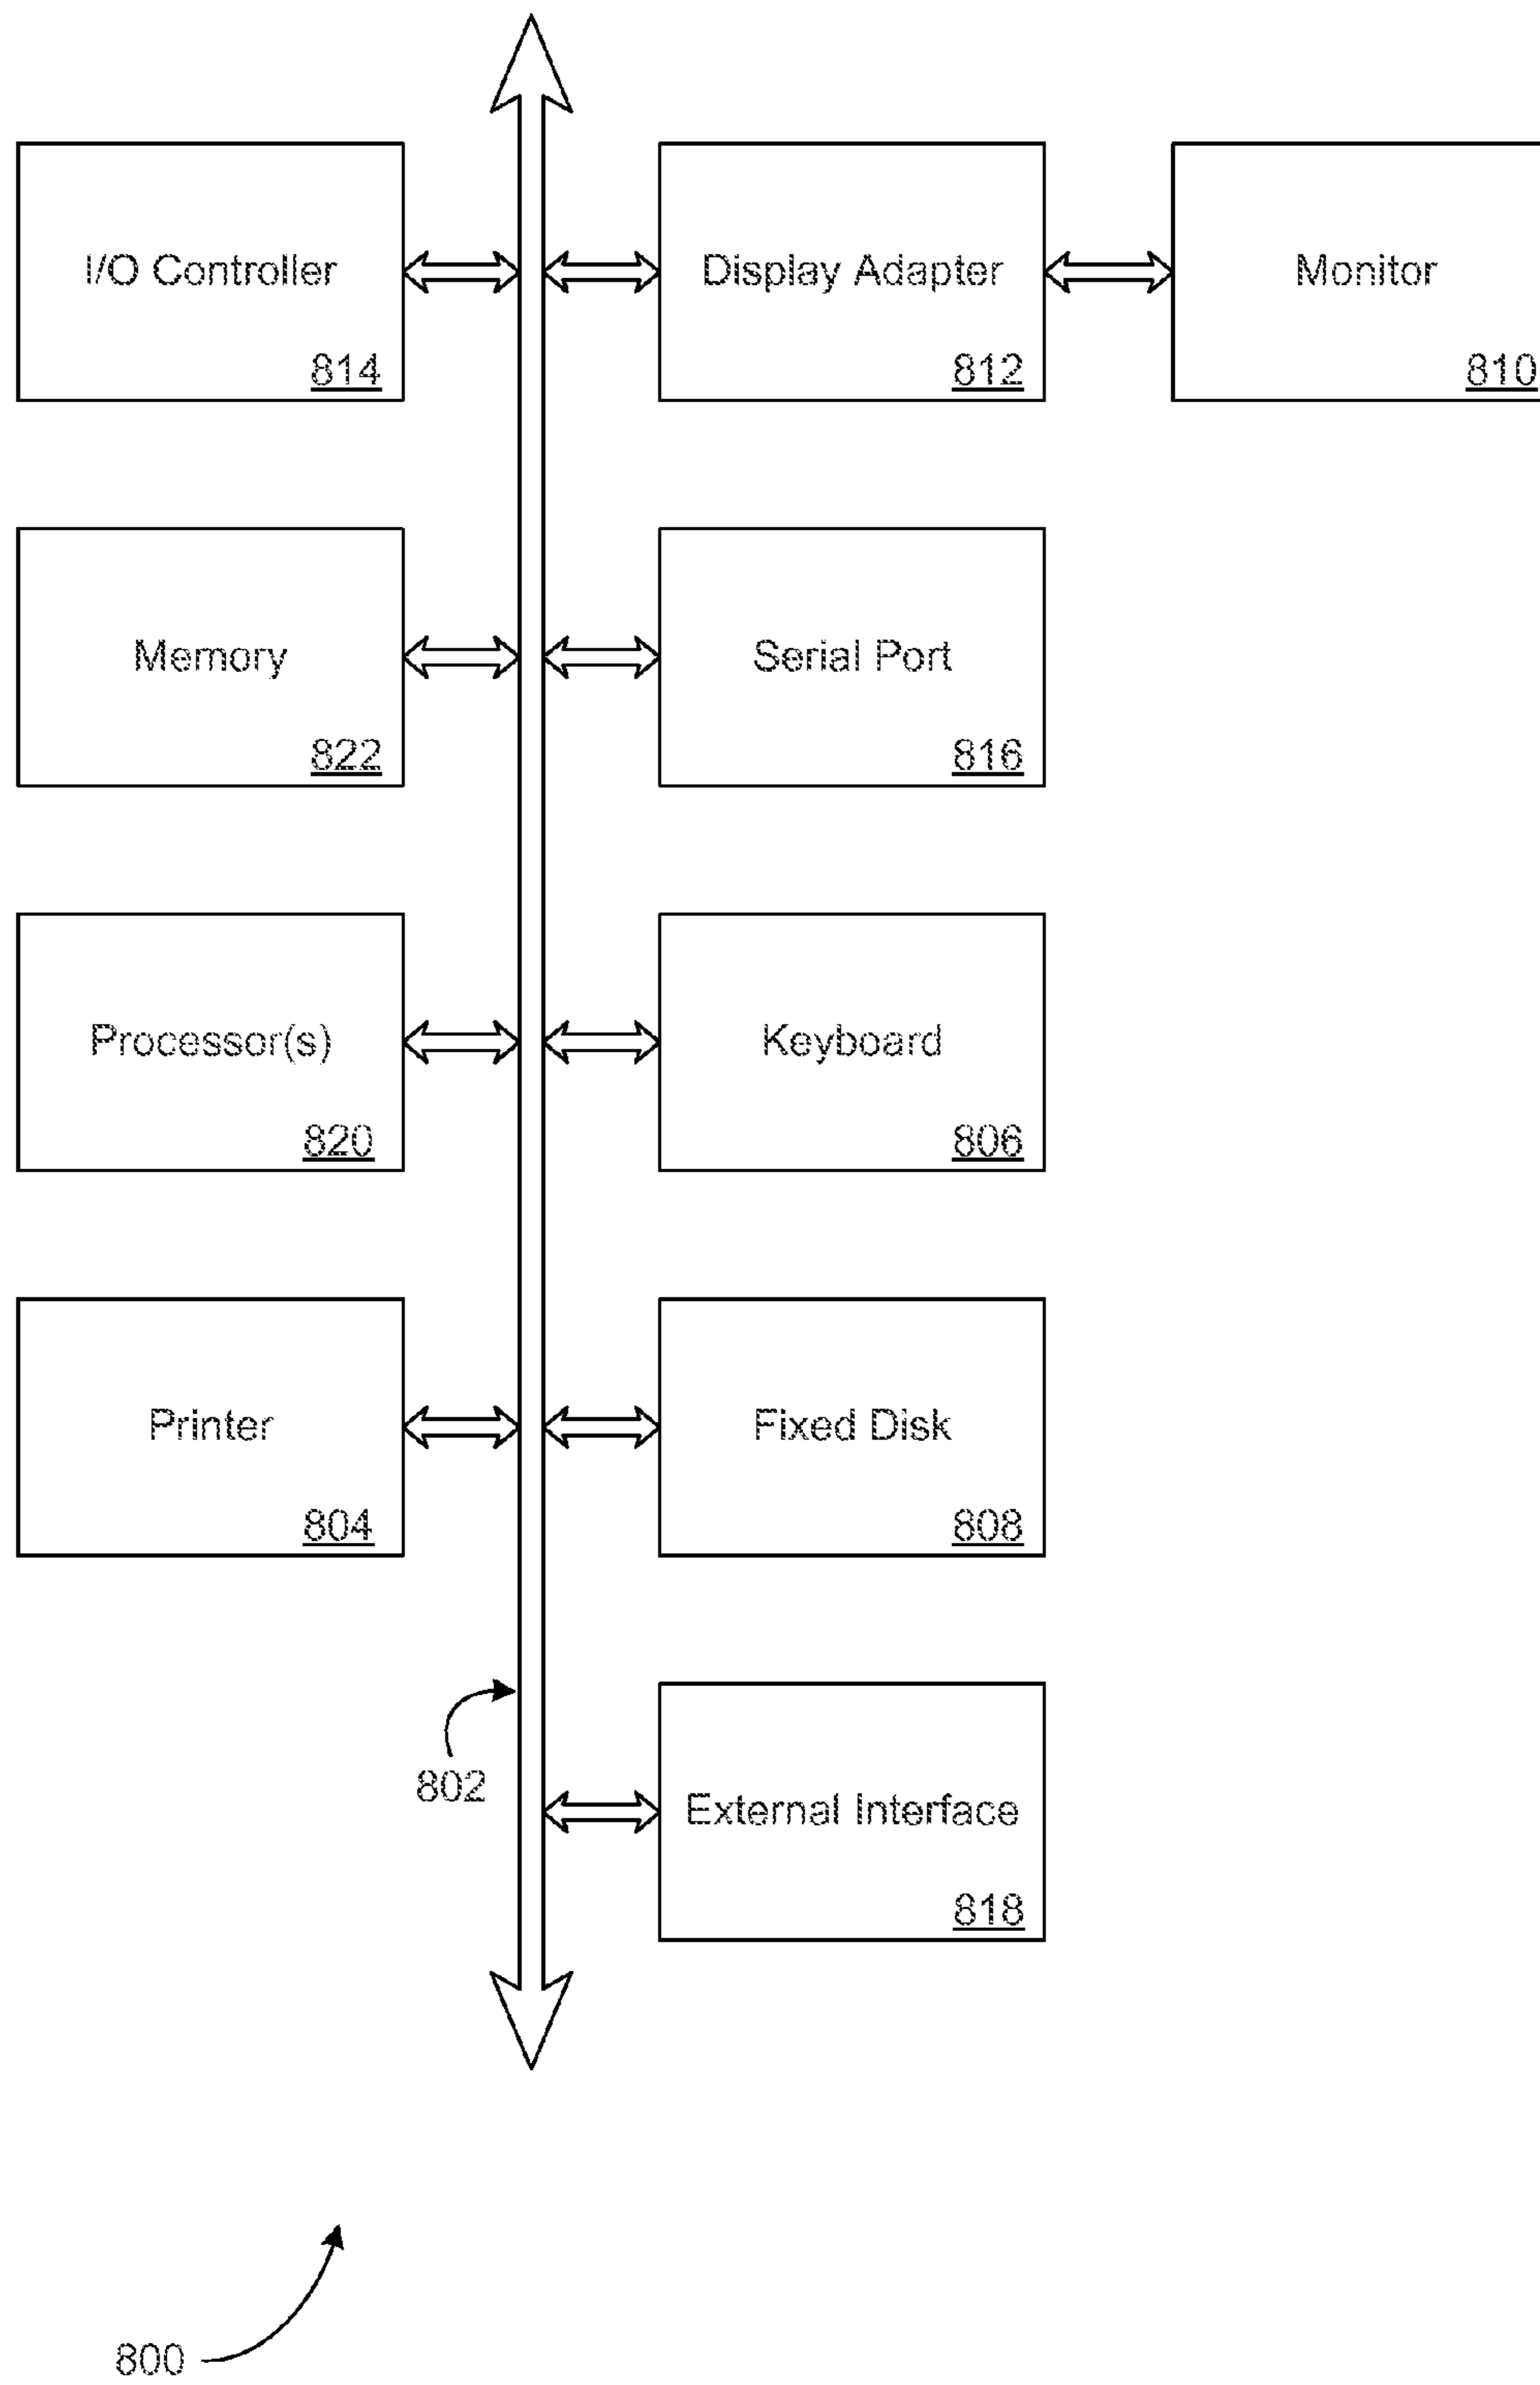 I/O Controller
814
Display Adapter
812
Monitor
810
Memory
822
Serial Port
816
Processor(s)
820
Keyboard
806
Printer
804
Fixed Disk
808
802
External Interface
818
800